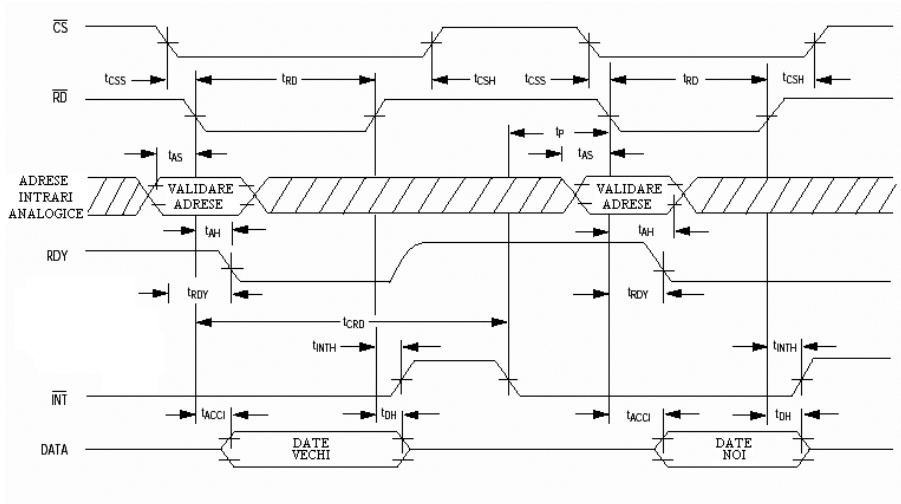 CS
tCSS
tRD
tCSH
tCSS
tRD
tCSH
RD
tP
tAS
tAS
ADRESE
INTRARI
ANALOGICE
VALIDARE
ADRESE
VALIDARE
ADRESE
tAH
tAH
RDY
tRDY
tRDY
tCRD
tINTH
tINTH
INT
tACCI
tDH
tACCI
tDH
DATA
DATE
VECHI
DATE
NOI